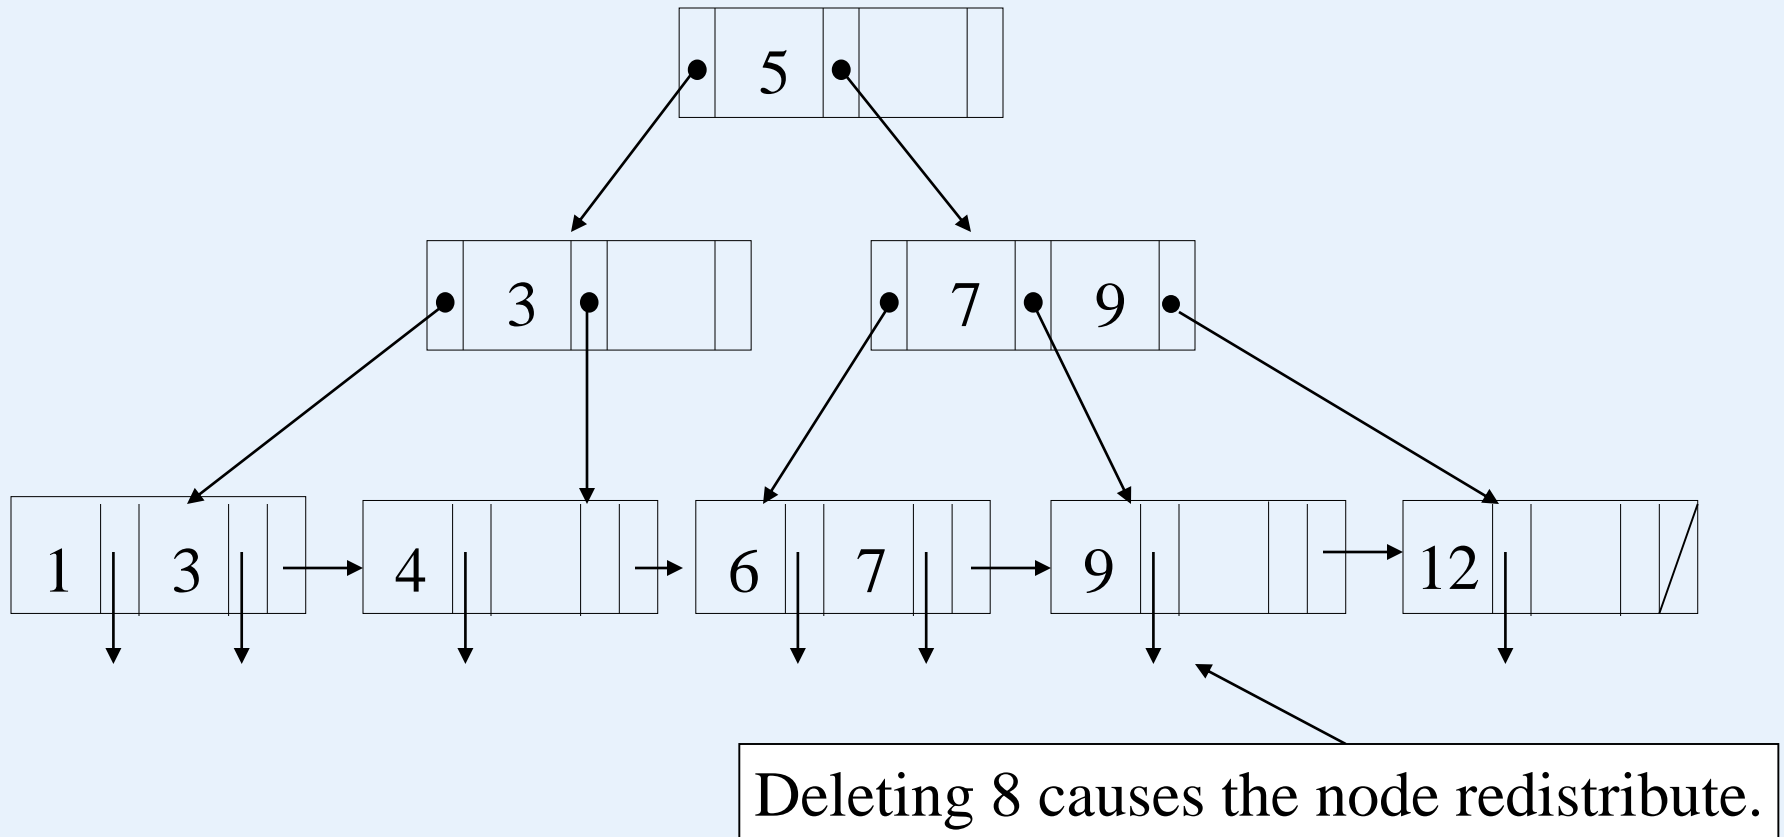 5
3 7 9
1 3 4 6 7 9 12
Deleting 8 causes the node redistribute.